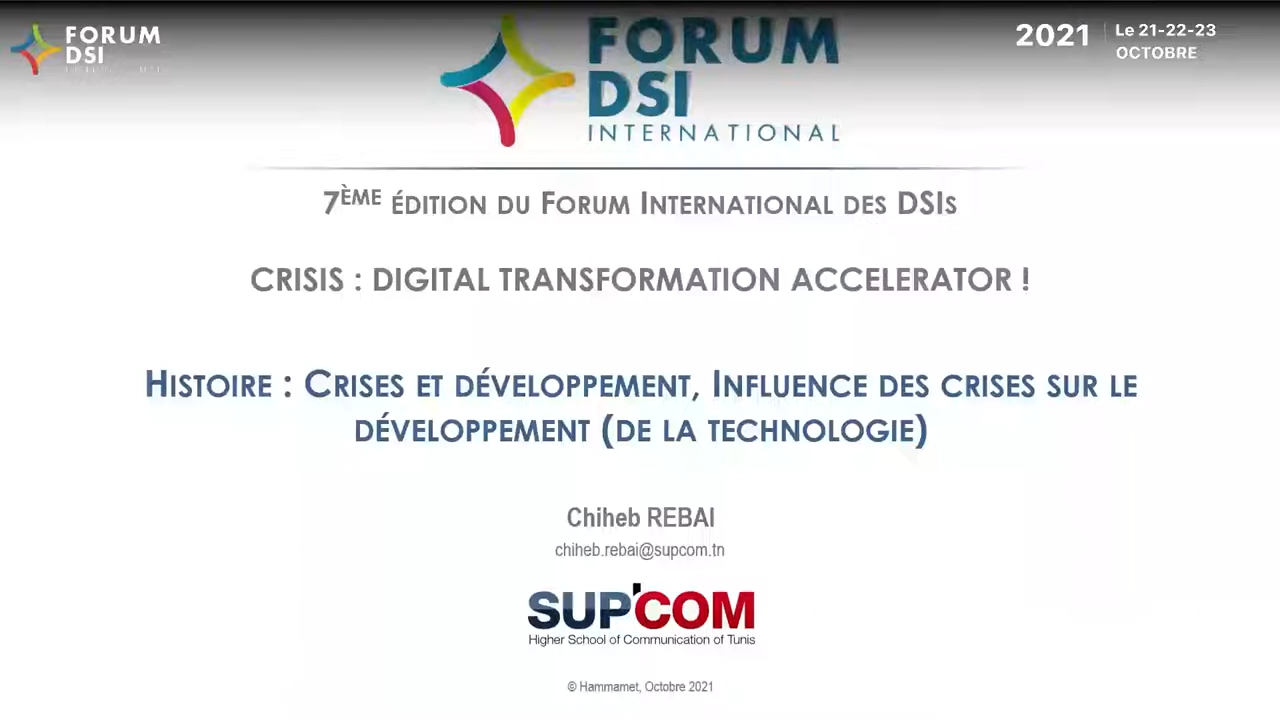 FORUM
DSI
2021
Le 21-22-23
OCTOBRE
FORUM
DSI
INTERNATIONAL
7ÈME ÉDITION DU FORUM INTERNATIONAL DES DSIS
CRISIS : DIGITAL TRANSFORMATION ACCELERATOR !
HISTOIRE : CRISES ET DÉVELOPPEMENT, INFLUENCE DES CRISES SUR LE
DÉVELOPPEMENT (DE LA TECHNOLOGIE)
Chiheb REBAI
chiheb.rebai@supcom.tn
SUP'COM
Higher School of Communication of Tunis
© Hammamet, Octobre 2021